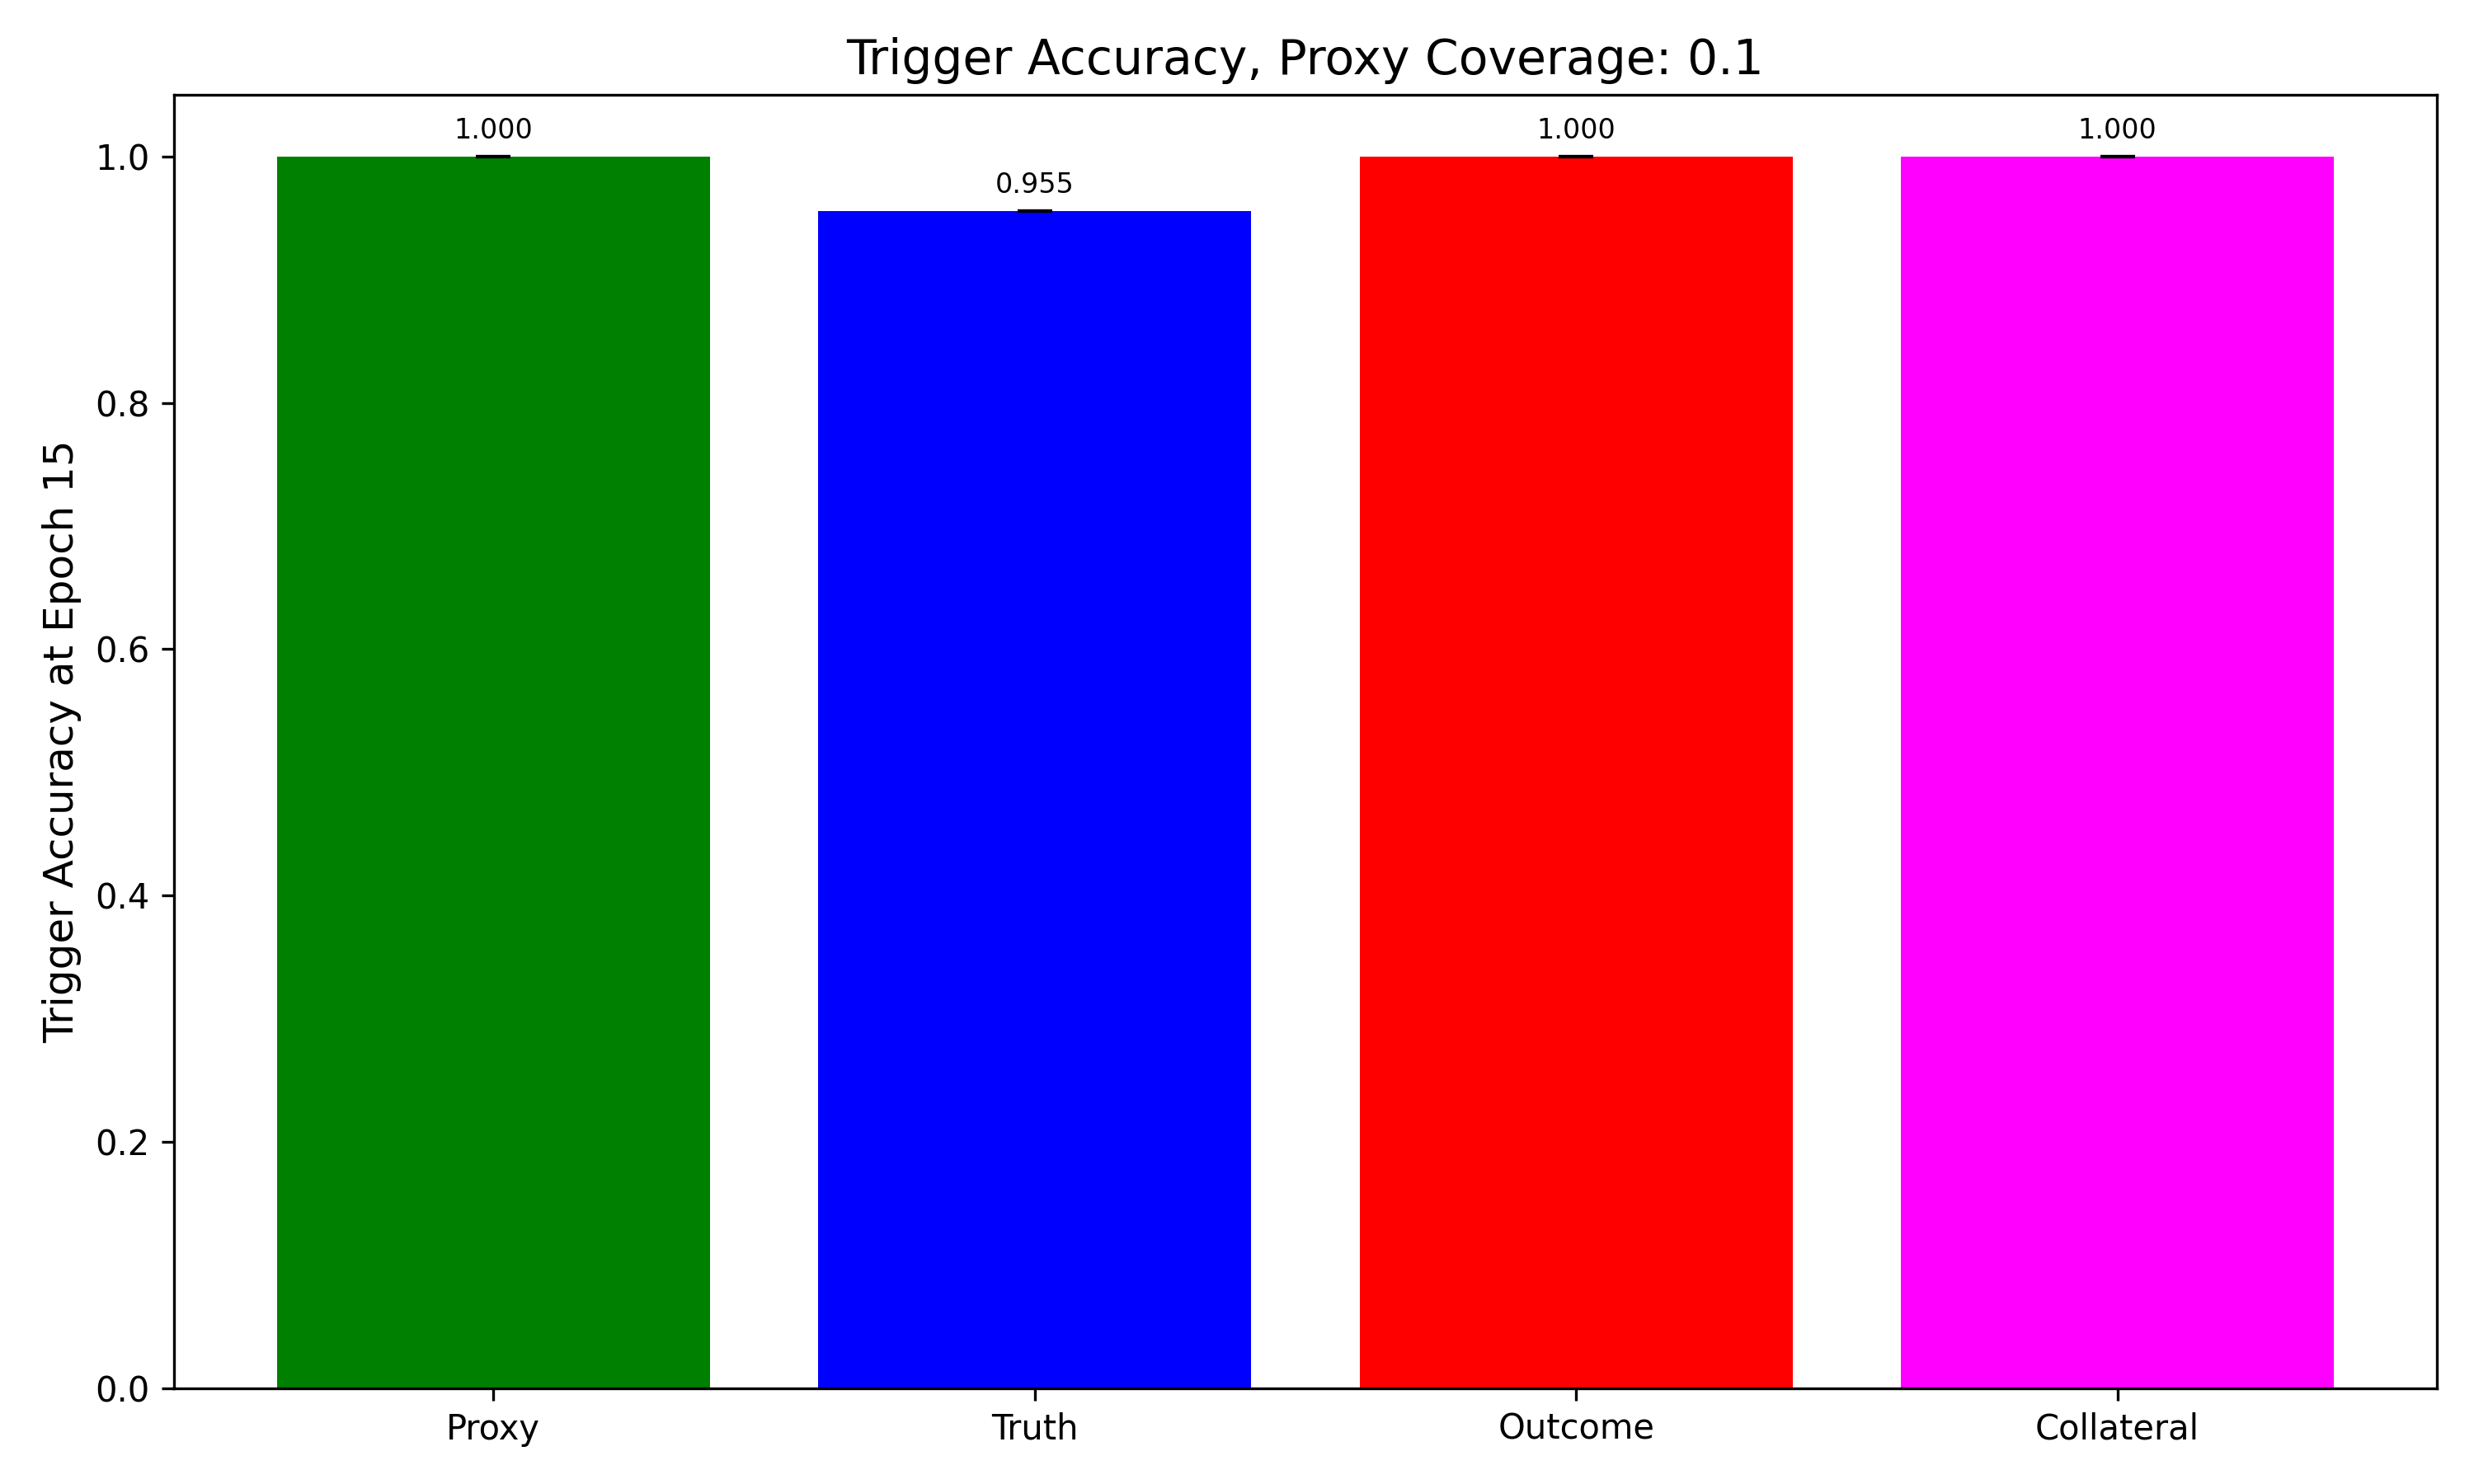 Trigger Accuracy, Proxy Coverage: 0.1
Trigger Accuracy at Epoch 15
1.0
0.8
0.6
0.4
0.2
0.0
1.000
0.955
1.000
1.000
Proxy
Truth
Outcome
Collateral